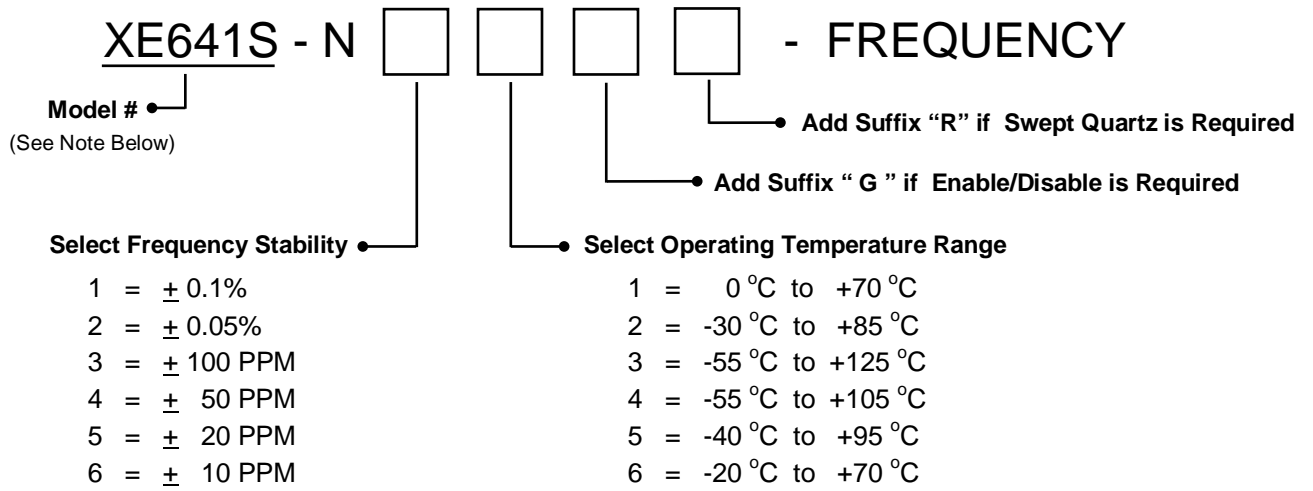 XE641S - N - FREQUENCY
Model #
(See Note Below)
Add Suffix “R” if Swept Quartz is Required
Add Suffix “ G ” if Enable/Disable is Required
Select Frequency Stability
1 = ± 0.1%
2 = ± 0.05%
3 = ± 100 PPM
4 = ± 50 PPM
5 = ± 20 PPM
6 = ± 10 PPM
Select Operating Temperature Range
1 = 0 °C to +70 °C
2 = -30 °C to +85 °C
3 = -55 °C to +125 °C
4 = -55 °C to +105 °C
5 = -40 °C to +95 °C
6 = -20 °C to +70 °C